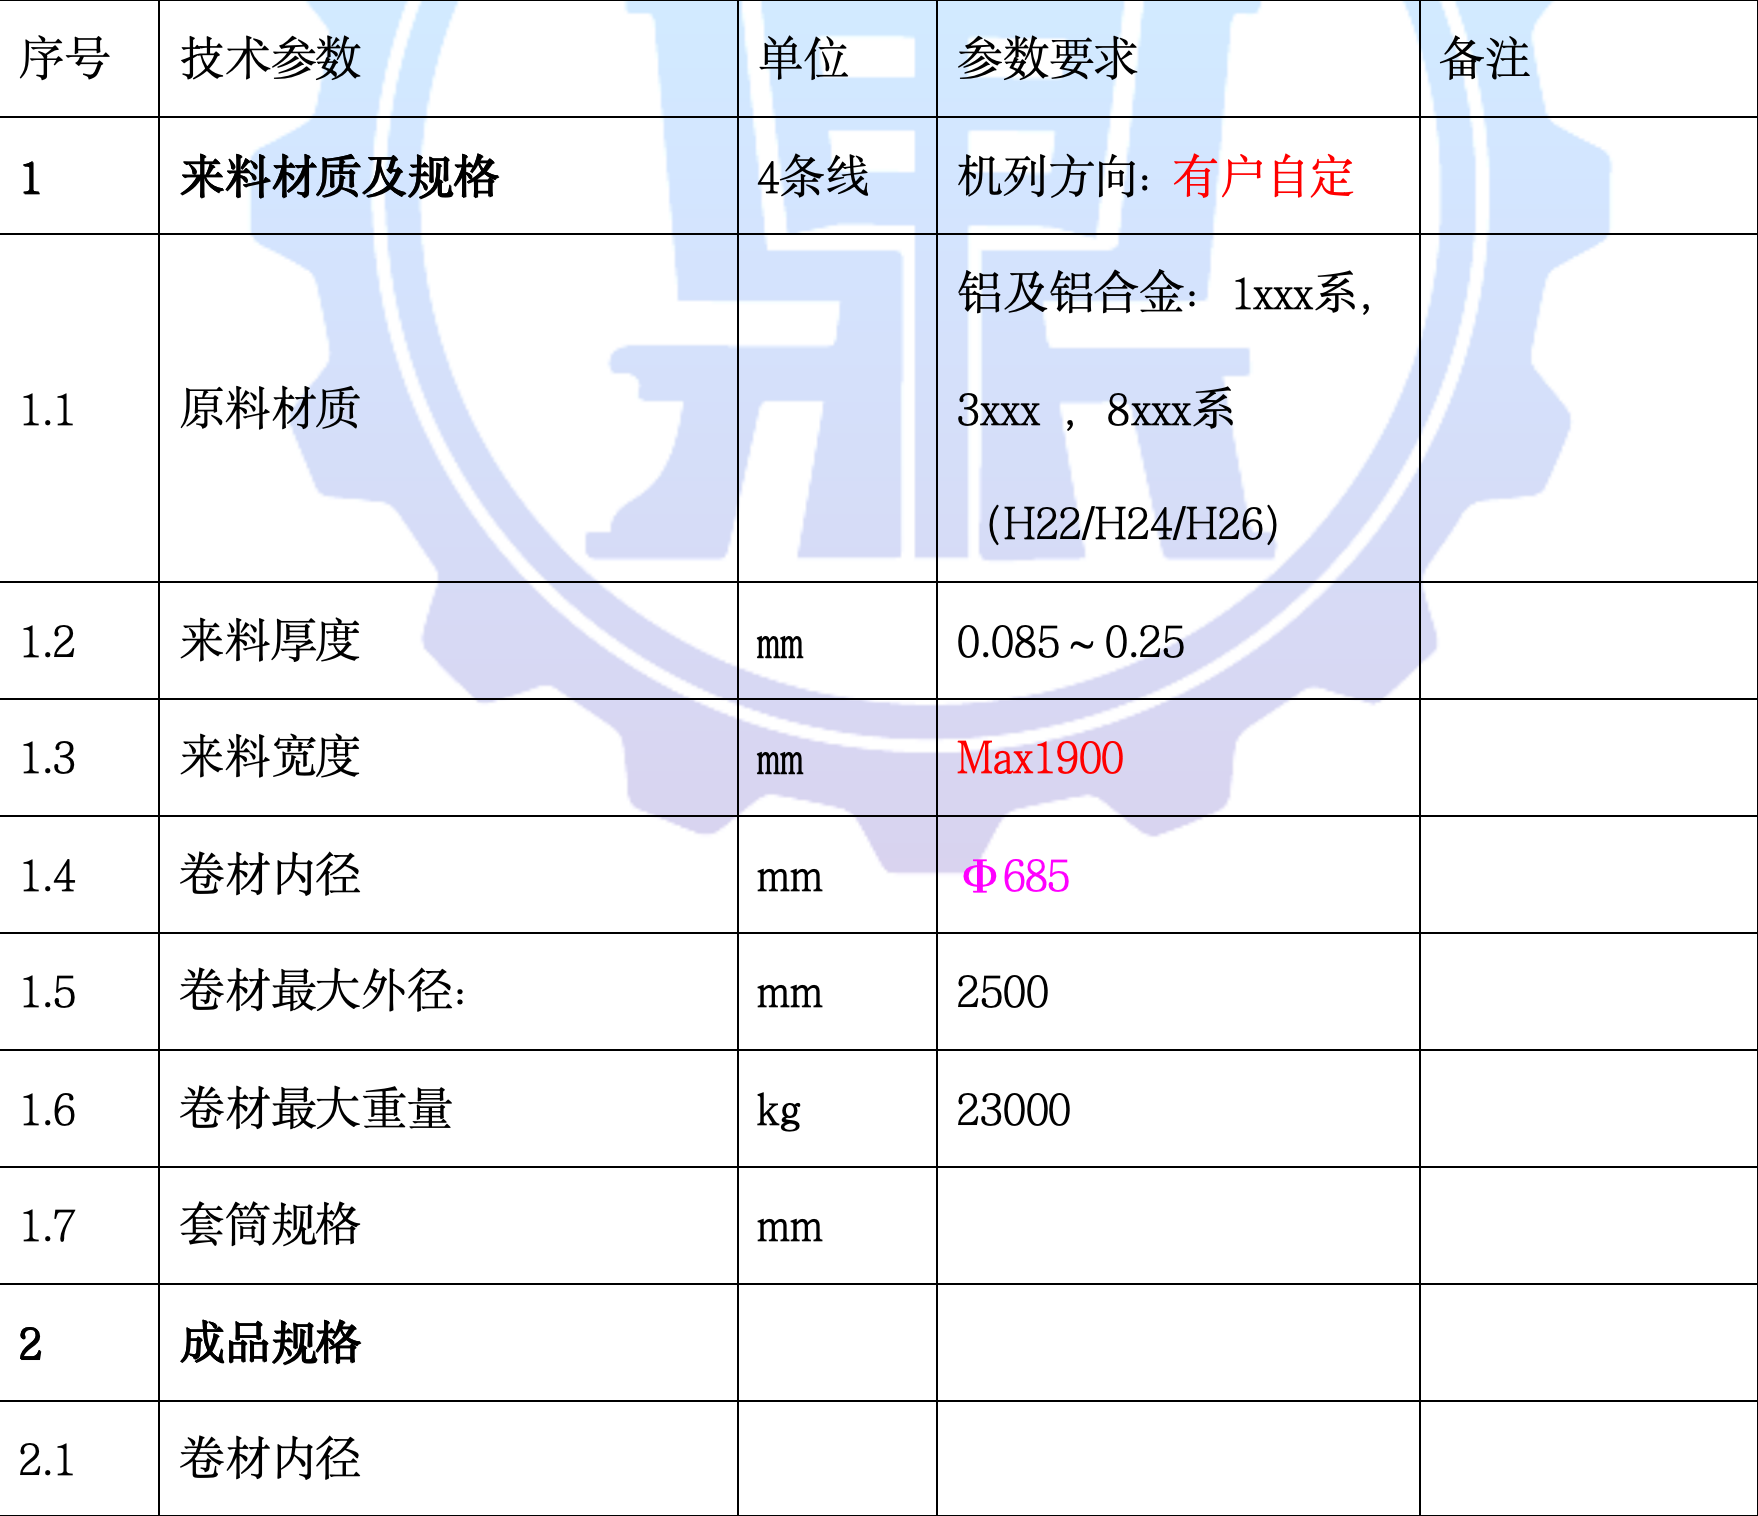 序号 技术参数 单位 参数要求 备注
1 来料材质及规格 4条线 机列方向：有户自定
铝及铝合金： 1xxx系，
1.1 原料材质 3xxx ，8xxx系
（H22/H24/H26）
1.2 来料厚度 mm 0.085～0.25
1.3 来料宽度 mm Max1900
1.4 卷材内径 mm Φ685
1.5 卷材最大外径： mm 2500
1.6 卷材最大重量 kg 23000
1.7 套筒规格 mm
2 成品规格
2.1 卷材内径